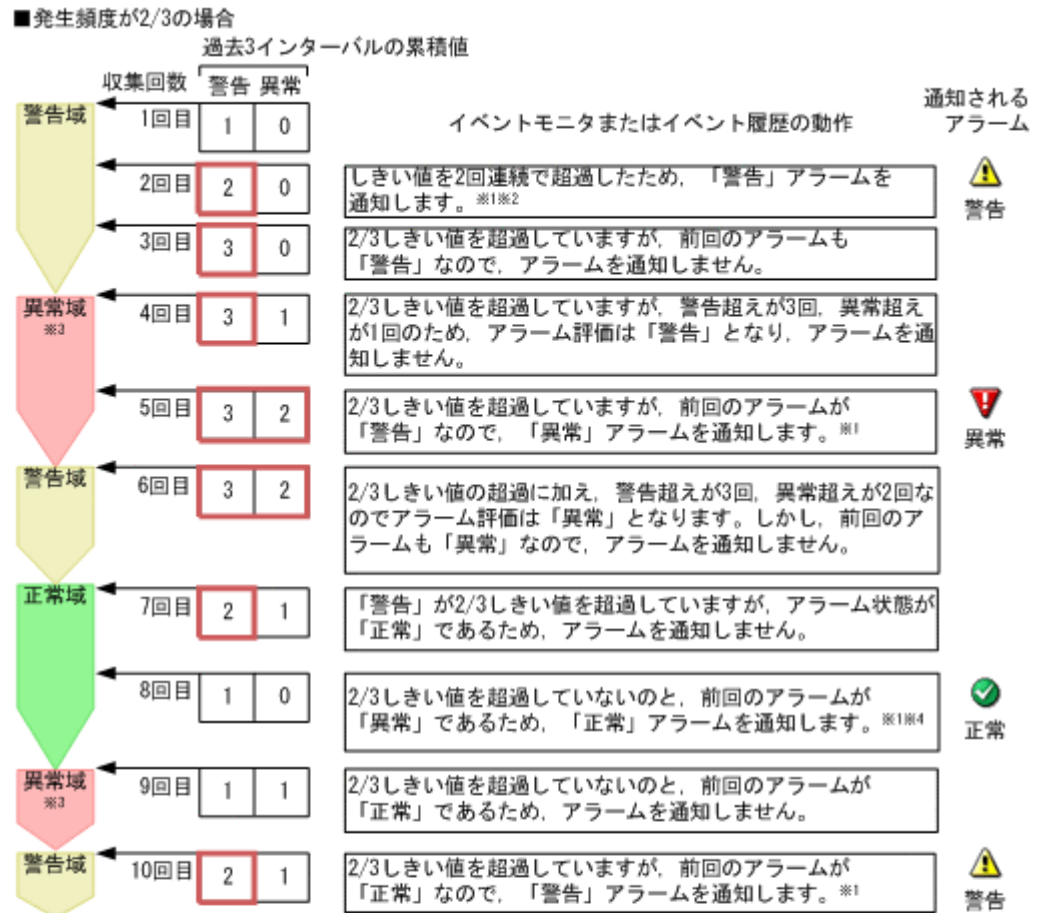 ■発生頻度が2/3の場合
過去3インターバルの累積値
収集回数 警告 異常
通知される
アラーム
イベントモニタまたはイベント履歴の動作
警告域
1回目 1 0
2回目 2 0
しきい値を2回連続で超過したため,「警告」アラームを
通知します。※1※2
警告
3回目 3 0
2/3しきい値を超過していますが,前回のアラームも
「警告」なので,アラームを通知しません。
異常域
※3
4回目 3 1
2/3しきい値を超過していますが,警告超えが3回,異常超え
が1回のため,アラーム評価は「警告」となり,アラームを通
知しません。
5回目 3 2
2/3しきい値を超過していますが,前回のアラームが
「警告」なので,「異常」アラームを通知します。※1
異常
警告域
6回目 3 2
2/3しきい値の超過に加え,警告超えが3回,異常超えが2回な
のでアラーム評価は「異常」となります。しかし,前回のア
ラームも「異常」なので,アラームを通知しません。
正常域
7回目 2 1
「警告」が2/3しきい値を超過していますが,アラーム状態が
「正常」であるため,アラームを通知しません。
8回目 1 0
2/3しきい値を超過していないのと,前回のアラームが
「異常」であるため,「正常」アラームを通知します。※1※4
正常
異常域
※3
9回目 1 1
2/3しきい値を超過していないのと,前回のアラームが
「正常」であるため,アラームを通知しません。
警告域
10回目 2 1
2/3しきい値を超過していますが,前回のアラームが
「正常」なので,「警告」アラームを通知します。※1
警告